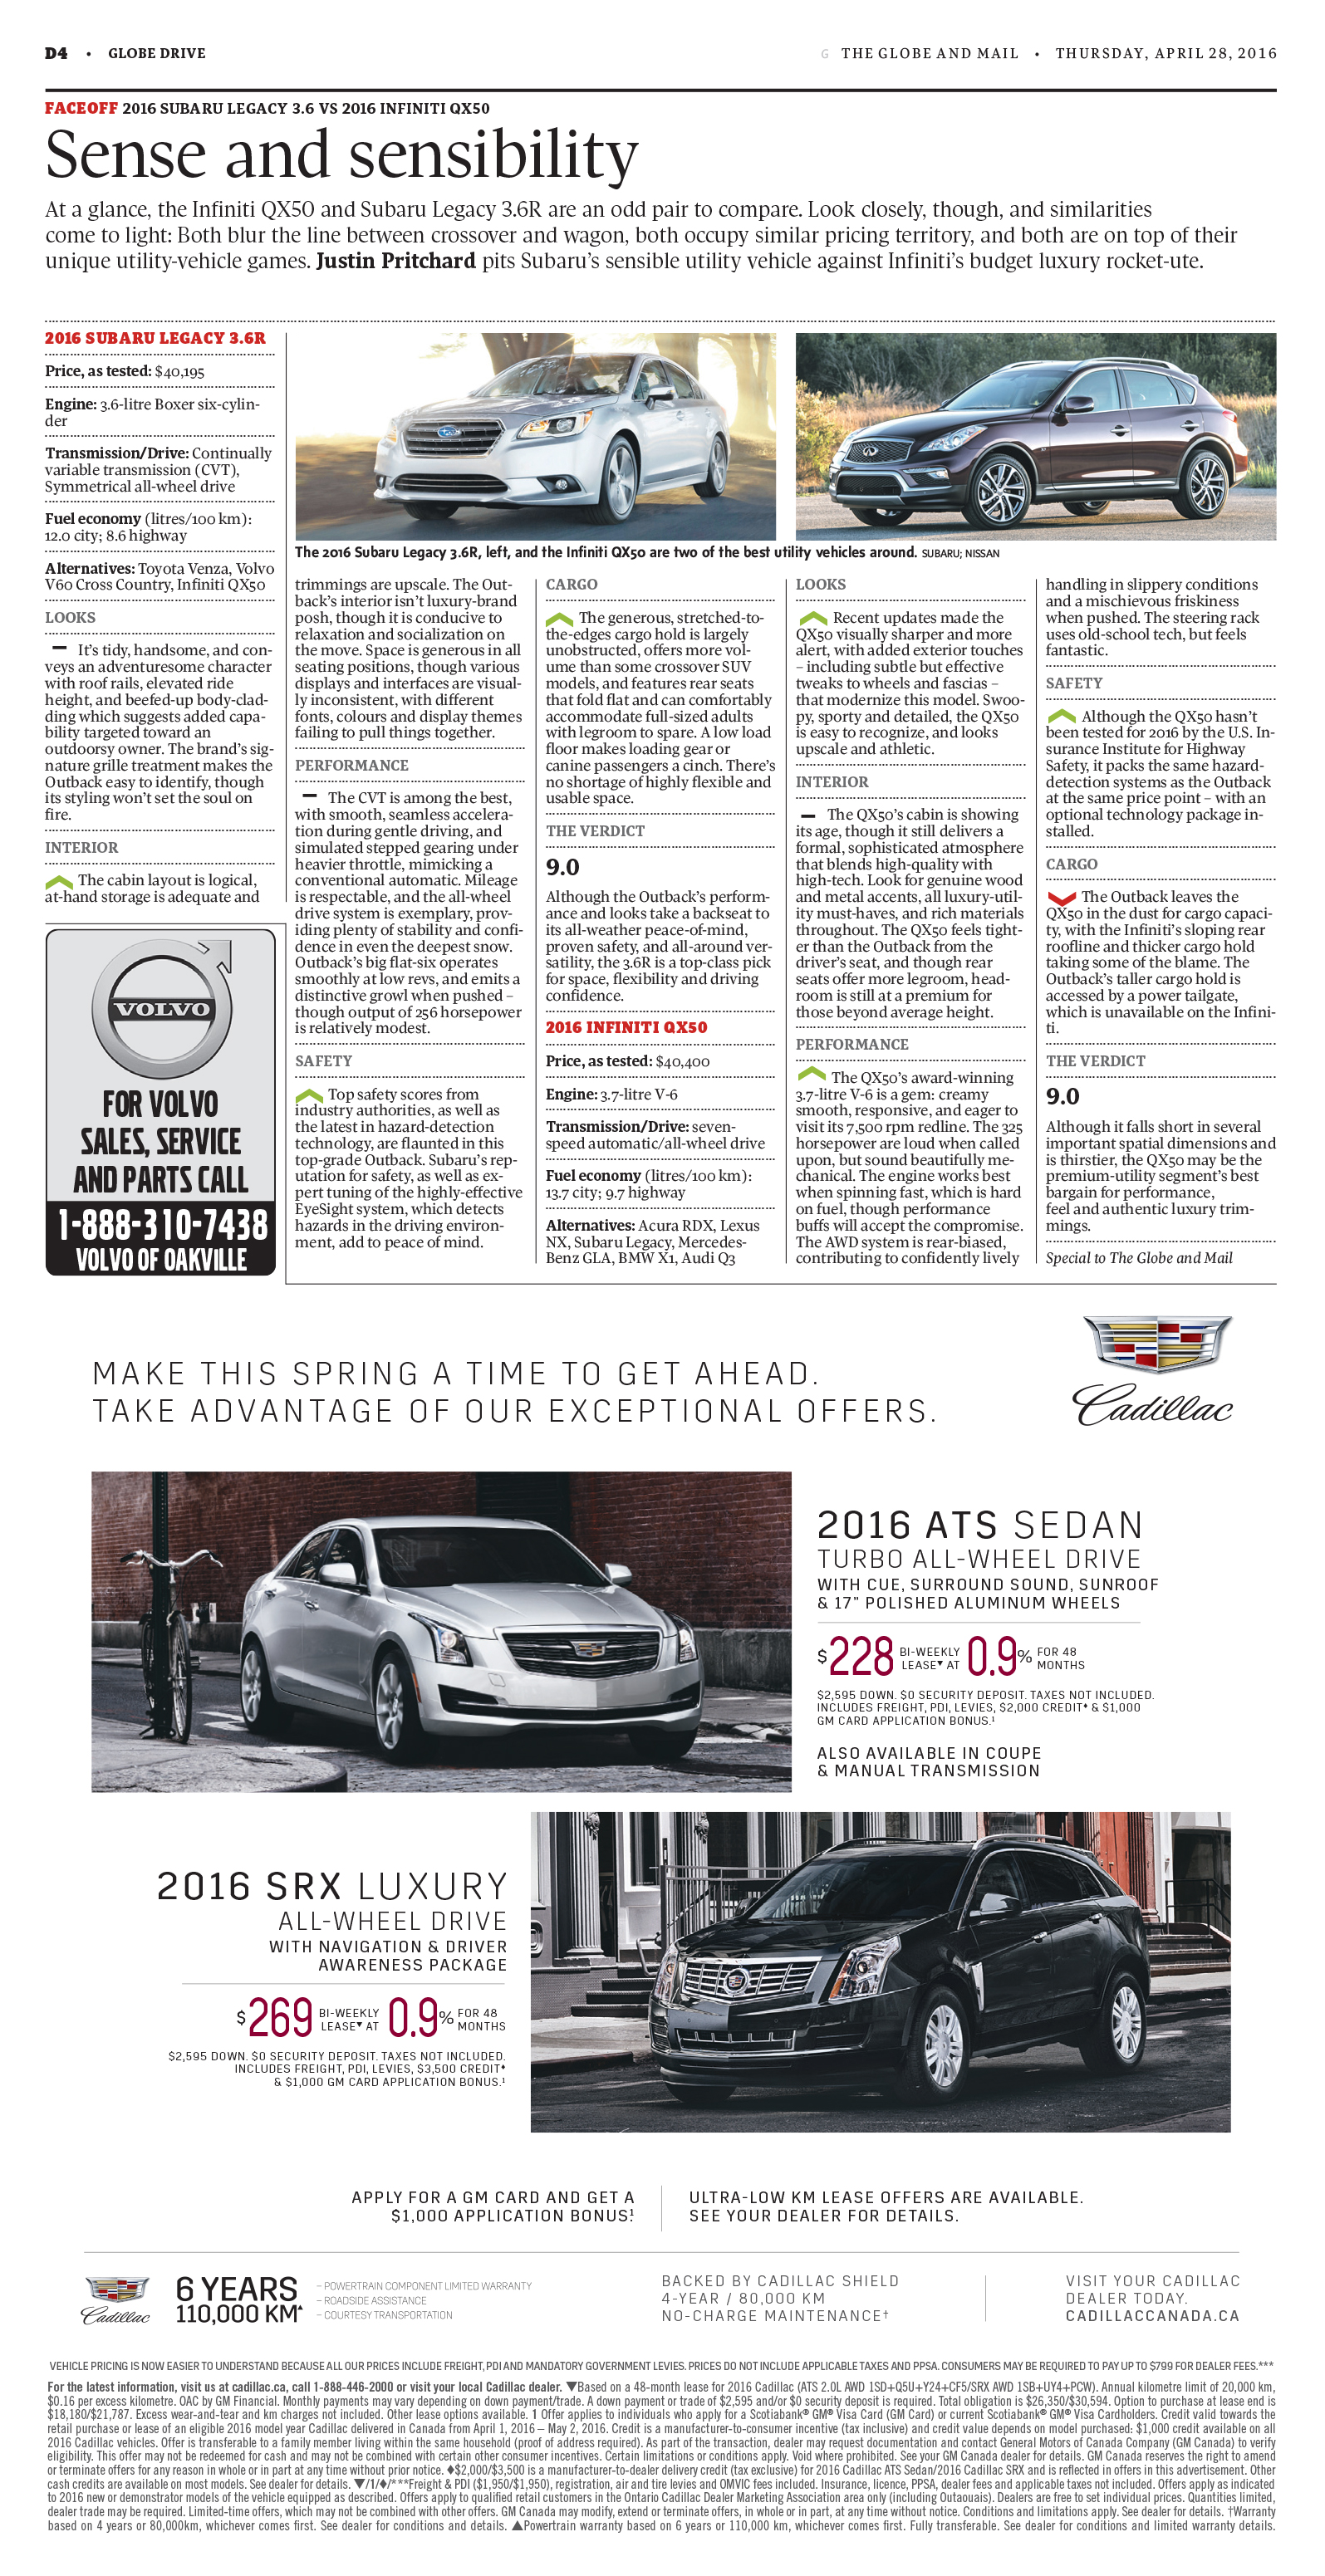 D4 • GLOBE DRIVE
G THE GLOBE AND MAIL • THURSDAY, APRIL 28, 2016
FACEOFF 2016 SUBARU LEGACY 3.6 VS 2016 INFINITI QX50
Sense and sensibility
At a glance, the Infiniti QX50 and Subaru Legacy 3.6R are an odd pair to compare. Look closely, though, and similarities
come to light: Both blur the line between crossover and wagon, both occupy similar pricing territory, and both are on top of their
unique utility-vehicle games. Justin Pritchard pits Subaru's sensible utility vehicle against Infiniti's budget luxury rocket-ute.
2016 SUBARU LEGACY 3.6R
Price, as tested: $40,195
Engine: 3.6-litre Boxer six-cylin-
der
Transmission/Drive: Continually
variable transmission (CVT),
Symmetrical all-wheel drive
Fuel economy (litres/100 km):
12.0 city; 8.6 highway
Alternatives: Toyota Venza, Volvo
V60 Cross Country, Infiniti QX50
LOOKS
It's tidy, handsome, and con-
veys an adventuresome character
with roof rails, elevated ride
height, and beefed-up body-clad-
ding which suggests added capa-
bility targeted toward an
outdoorsy owner. The brand's sig-
nature grille treatment makes the
Outback easy to identify, though
its styling won't set the soul on
fire.
INTERIOR
The cabin layout is logical,
at-hand storage is adequate and
VOLVO
FOR VOLVO
SALES, SERVICE
AND PARTS CALL
1-888-310-7438
VOLVO OF OAKVILLE
The 2016 Subaru Legacy 3.6R, left, and the Infiniti QX50 are two of the best utility vehicles around. SUBARU; NISSAN
trimmings are upscale. The Out-
back's interior isn't luxury-brand
posh, though it is conducive to
relaxation and socialization on
the move. Space is generous in all
seating positions, though various
displays and interfaces are visual-
ly inconsistent, with different
fonts, colours and display themes
failing to pull things together.
PERFORMANCE
The CVT is among the best,
with smooth, seamless accelera-
tion during gentle driving, and
simulated stepped gearing under
heavier throttle, mimicking a
conventional automatic. Mileage
is respectable, and the all-wheel
drive system is exemplary, prov-
iding plenty of stability and confi-
dence in even the deepest snow.
Outback's big flat-six operates
smoothly at low revs, and emits a
distinctive growl when pushed –
though output of 256 horsepower
is relatively modest.
SAFETY
Top safety scores from
industry authorities, as well as
the latest in hazard-detection
technology, are flaunted in this
top-grade Outback. Subaru's rep-
utation for safety, as well as ex-
pert tuning of the highly-effective
EyeSight system, which detects
hazards in the driving environ-
ment, add to peace of mind.
CARGO
The generous, stretched-to-
the-edges cargo hold is largely
unobstructed, offers more vol-
ume than some crossover SUV
models, and features rear seats
that fold flat and can comfortably
accommodate full-sized adults
with legroom to spare. A low load
floor makes loading gear or
canine passengers a cinch. There's
no shortage of highly flexible and
usable space.
THE VERDICT
9.0
Although the Outback's perform-
ance and looks take a backseat to
its all-weather peace-of-mind,
proven safety, and all-around ver-
satility, the 3.6R is a top-class pick
for space, flexibility and driving
confidence.
2016 INFINITI QX50
Price, as tested: $40,400
Engine: 3.7-litre V-6
Transmission/Drive: seven-
speed automatic/all-wheel drive
Fuel economy (litres/100 km):
13.7 city; 9.7 highway
Alternatives: Acura RDX, Lexus
NX, Subaru Legacy, Mercedes-
Benz GLA, BMW X1, Audi Q3
LOOKS
Recent updates made the
QX50 visually sharper and more
alert, with added exterior touches
– including subtle but effective
tweaks to wheels and fascias –
that modernize this model. Swoo-
py, sporty and detailed, the QX50
is easy to recognize, and looks
upscale and athletic.
INTERIOR
The QX50's cabin is showing
its age, though it still delivers a
formal, sophisticated atmosphere
that blends high-quality with
high-tech. Look for genuine wood
and metal accents, all luxury-util-
ity must-haves, and rich materials
throughout. The QX50 feels tight-
er than the Outback from the
driver's seat, and though rear
seats offer more legroom, head-
room is still at a premium for
those beyond average height.
PERFORMANCE
The QX50's award-winning
3.7-litre V-6 is a gem: creamy
smooth, responsive, and eager to
visit its 7,500 rpm redline. The 325
horsepower are loud when called
upon, but sound beautifully me-
chanical. The engine works best
when spinning fast, which is hard
on fuel, though performance
buffs will accept the compromise.
The AWD system is rear-biased,
contributing to confidently lively
handling in slippery conditions
and a mischievous friskiness
when pushed. The steering rack
uses old-school tech, but feels
fantastic.
SAFETY
Although the QX50 hasn't
been tested for 2016 by the U.S. In-
surance Institute for Highway
Safety, it packs the same hazard-
detection systems as the Outback
at the same price point – with an
optional technology package in-
stalled.
CARGO
The Outback leaves the
QX50 in the dust for cargo capaci-
ty, with the Infiniti's sloping rear
roofline and thicker cargo hold
taking some of the blame. The
Outback's taller cargo hold is
accessed by a power tailgate,
which is unavailable on the Infini-
ti.
THE VERDICT
9.0
Although it falls short in several
important spatial dimensions and
is thirstier, the QX50 may be the
premium-utility segment's best
bargain for performance,
feel and authentic luxury trim-
mings.
Special to The Globe and Mail
MAKE THIS SPRING A TIME TO GET AHEAD.
TAKE ADVANTAGE OF OUR EXCEPTIONAL OFFERS.
Cadillac
2016 ATS SEDAN
TURBO ALL-WHEEL DRIVE
WITH CUE, SURROUND SOUND, SUNROOF
& 17" POLISHED ALUMINUM WHEELS
$228 BI-WEEKLY LEASE▼ AT 0.9% FOR 48 MONTHS
$2,595 DOWN. $0 SECURITY DEPOSIT. TAXES NOT INCLUDED.
INCLUDES FREIGHT, PDI, LEVIES, $2,000 CREDIT♦ & $1,000
GM CARD APPLICATION BONUS.¹
ALSO AVAILABLE IN COUPE
& MANUAL TRANSMISSION
2016 SRX LUXURY
ALL-WHEEL DRIVE
WITH NAVIGATION & DRIVER
AWARENESS PACKAGE
$269 BI-WEEKLY LEASE▼ AT 0.9% FOR 48 MONTHS
$2,595 DOWN. $0 SECURITY DEPOSIT. TAXES NOT INCLUDED.
INCLUDES FREIGHT, PDI, LEVIES, $3,500 CREDIT♦
& $1,000 GM CARD APPLICATION BONUS.¹
APPLY FOR A GM CARD AND GET A
$1,000 APPLICATION BONUS.¹
ULTRA-LOW KM LEASE OFFERS ARE AVAILABLE.
SEE YOUR DEALER FOR DETAILS.
Cadillac
6 YEARS
110,000 KM▲
– POWERTRAIN COMPONENT LIMITED WARRANTY
– ROADSIDE ASSISTANCE
– COURTESY TRANSPORTATION
BACKED BY CADILLAC SHIELD
4-YEAR / 80,000 KM
NO-CHARGE MAINTENANCE†
VISIT YOUR CADILLAC
DEALER TODAY.
CADILLACCANADA.CA
VEHICLE PRICING IS NOW EASIER TO UNDERSTAND BECAUSE ALL OUR PRICES INCLUDE FREIGHT, PDI AND MANDATORY GOVERNMENT LEVIES. PRICES DO NOT INCLUDE APPLICABLE TAXES AND PPSA. CONSUMERS MAY BE REQUIRED TO PAY UP TO $799 FOR DEALER FEES.***
For the latest information, visit us at cadillac.ca, call 1-888-446-2000 or visit your local Cadillac dealer. ▼Based on a 48-month lease for 2016 Cadillac (ATS 2.0L AWD 1SD+Q5U+Y24+CF5/SRX AWD 1SB+UY4+PCW). Annual kilometre limit of 20,000 km,
$0.16 per excess kilometre. OAC by GM Financial. Monthly payments may vary depending on down payment/trade. A down payment or trade of $2,595 and/or $0 security deposit is required. Total obligation is $26,350/$30,594. Option to purchase at lease end is
$18,180/$21,787. Excess wear-and-tear and km charges not included. Other lease options available. 1 Offer applies to individuals who apply for a Scotiabank® GM® Visa Card (GM Card) or current Scotiabank® GM® Visa Cardholders. Credit valid towards the
retail purchase or lease of an eligible 2016 model year Cadillac delivered in Canada from April 1, 2016 – May 2, 2016. Credit is a manufacturer-to-consumer incentive (tax inclusive) and credit value depends on model purchased: $1,000 credit available on all
2016 Cadillac vehicles. Offer is transferable to a family member living within the same household (proof of address required). As part of the transaction, dealer may request documentation and contact General Motors of Canada Company (GM Canada) to verify
eligibility. This offer may not be redeemed for cash and may not be combined with certain other consumer incentives. Certain limitations or conditions apply. Void where prohibited. See your GM Canada dealer for details. GM Canada reserves the right to amend
or terminate offers for any reason in whole or in part at any time without prior notice. ♦$2,000/$3,500 is a manufacturer-to-dealer delivery credit (tax exclusive) for 2016 Cadillac ATS Sedan/2016 Cadillac SRX and is reflected in offers in this advertisement. Other
cash credits are available on most models. See dealer for details. ▼/1/♦/***Freight & PDI ($1,950/$1,950), registration, air and tire levies and OMVIC fees included. Insurance, licence, PPSA, dealer fees and applicable taxes not included. Offers apply as indicated
to 2016 new or demonstrator models of the vehicle equipped as described. Offers apply to qualified retail customers in the Ontario Cadillac Dealer Marketing Association area only (including Outaouais). Dealers are free to set individual prices. Quantities limited,
dealer trade may be required. Limited-time offers, which may not be combined with other offers. GM Canada may modify, extend or terminate offers, in whole or in part, at any time without notice. Conditions and limitations apply. See dealer for details. †Warranty
based on 4 years or 80,000km, whichever comes first. See dealer for conditions and details. ▲Powertrain warranty based on 6 years or 110,000 km, whichever comes first. Fully transferable. See dealer for conditions and limited warranty details.